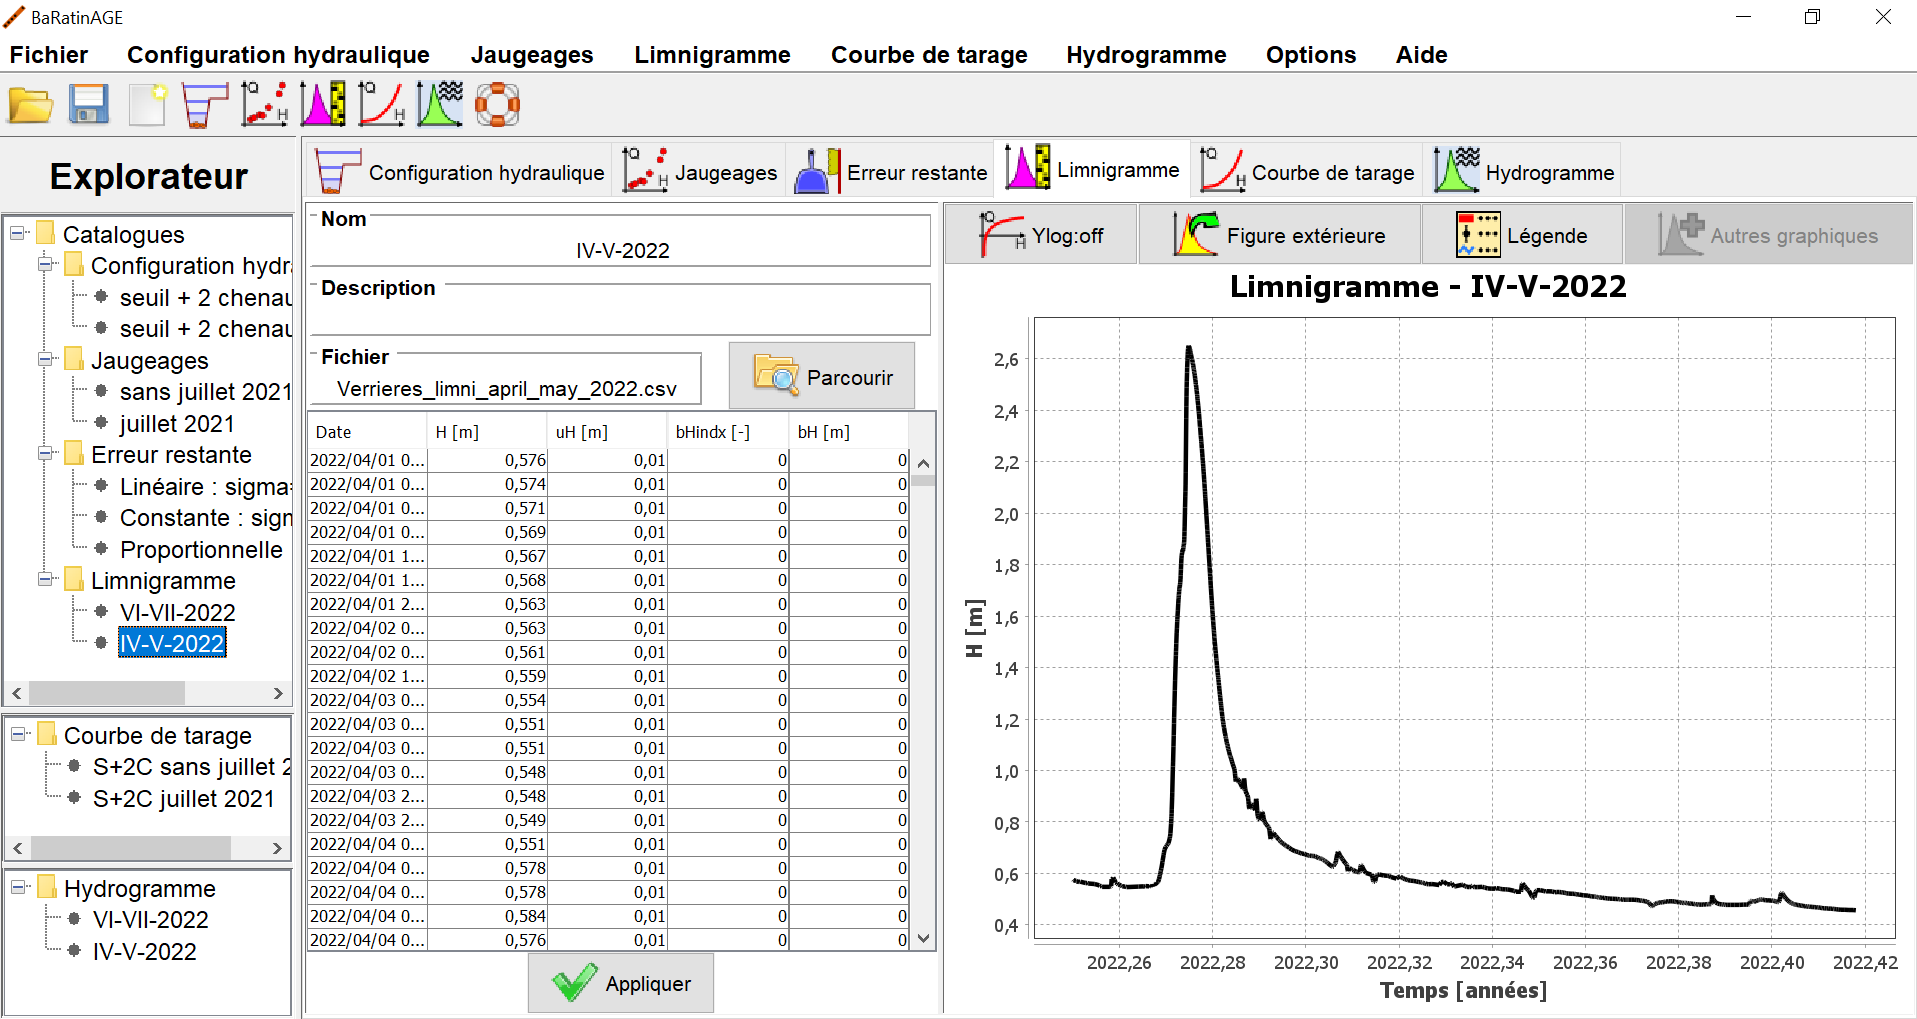 BaRatinAGE
Fichier Configuration hydraulique Jaugeages Limnigramme Courbe de tarage Hydrogramme Options Aide
Explorateur
Catalogues
Configuration hydr
seuil + 2 chenau
seuil + 2 chenau
Jaugeages
sans juillet 2021
juillet 2021
Erreur restante
Linéaire : sigma=
Constante : sigm
Proportionnelle
Limnigramme
VI-VII-2022
IV-V-2022
Courbe de tarage
S+2C sans juillet 2
S+2C juillet 2021
Hydrogramme
VI-VII-2022
IV-V-2022
Configuration hydraulique Jaugeages Erreur restante Limnigramme Courbe de tarage Hydrogramme
Nom
IV-V-2022
Description
Fichier
Verrieres_limni_april_may_2022.csv
Parcourir
Date H [m] uH [m] bHindx [-] bH [m]
2022/04/01 0... 0,576 0,01 0 0
2022/04/01 0... 0,574 0,01 0 0
2022/04/01 0... 0,571 0,01 0 0
2022/04/01 0... 0,569 0,01 0 0
2022/04/01 1... 0,567 0,01 0 0
2022/04/01 1... 0,568 0,01 0 0
2022/04/01 2... 0,563 0,01 0 0
2022/04/02 0... 0,563 0,01 0 0
2022/04/02 0... 0,561 0,01 0 0
2022/04/02 1... 0,559 0,01 0 0
2022/04/03 0... 0,554 0,01 0 0
2022/04/03 0... 0,551 0,01 0 0
2022/04/03 0... 0,551 0,01 0 0
2022/04/03 0... 0,548 0,01 0 0
2022/04/03 2... 0,548 0,01 0 0
2022/04/03 2... 0,549 0,01 0 0
2022/04/04 0... 0,551 0,01 0 0
2022/04/04 0... 0,578 0,01 0 0
2022/04/04 0... 0,578 0,01 0 0
2022/04/04 0... 0,584 0,01 0 0
2022/04/04 0... 0,576 0,01 0 0
Appliquer
Ylog:off Figure extérieure Légende Autres graphiques
Limnigramme - IV-V-2022
H [m]
2,6
2,4
2,2
2,0
1,8
1,6
1,4
1,2
1,0
0,8
0,6
0,4
2022,26 2022,28 2022,30 2022,32 2022,34 2022,36 2022,38 2022,40 2022,42
Temps [années]